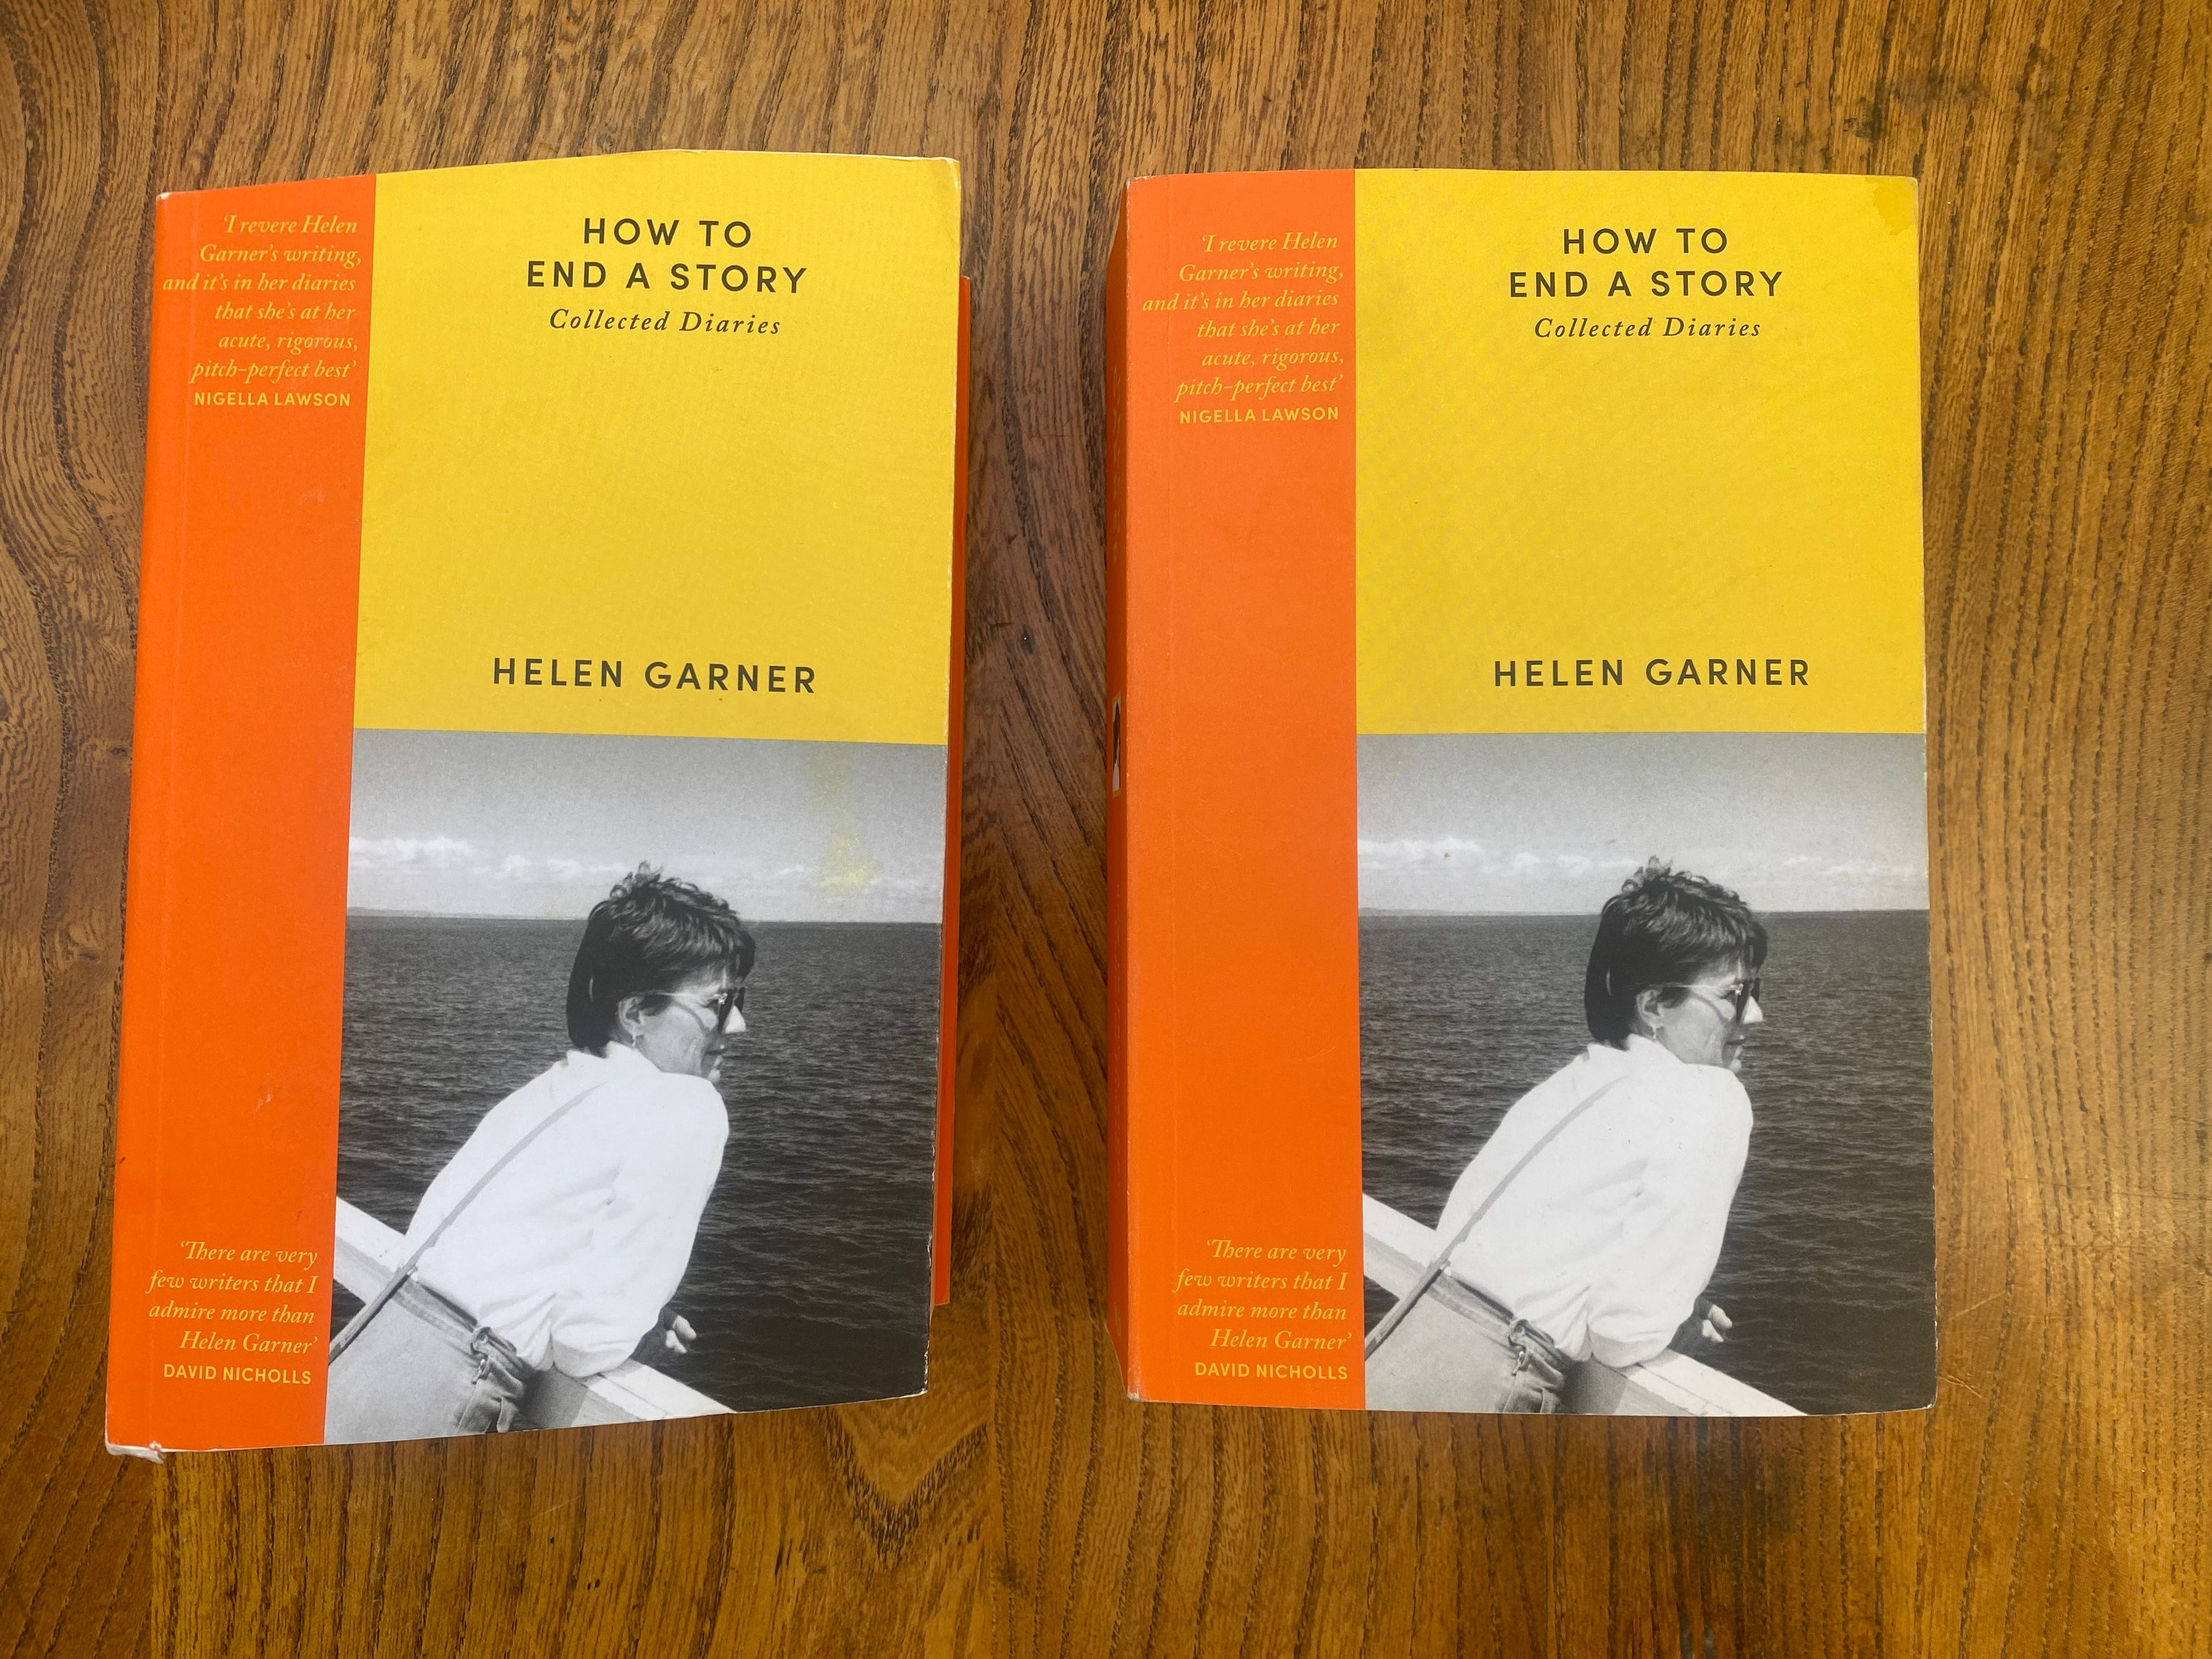 ‘I revere Helen
Garner’s writing,
and it’s in her diaries
that she’s at her
acute, rigorous,
pitch-perfect best’
NIGELLA LAWSON
HOW TO
END A STORY
Collected Diaries
HELEN GARNER
‘There are very
few writers that I
admire more than
Helen Garner’
DAVID NICHOLLS
‘I revere Helen
Garner’s writing,
and it’s in her diaries
that she’s at her
acute, rigorous,
pitch-perfect best’
NIGELLA LAWSON
HOW TO
END A STORY
Collected Diaries
HELEN GARNER
‘There are very
few writers that I
admire more than
Helen Garner’
DAVID NICHOLLS